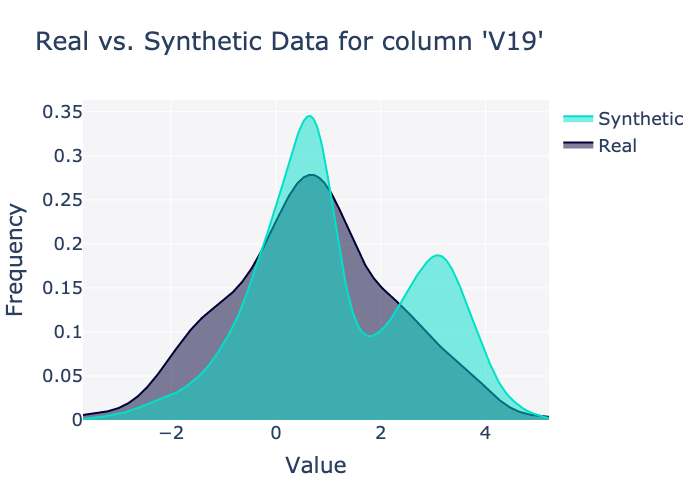 Real vs. Synthetic Data for column 'V19'
Synthetic
Real
Frequency
0.35
0.3
0.25
0.2
0.15
0.1
0.05
0
−2
0
2
4
Value